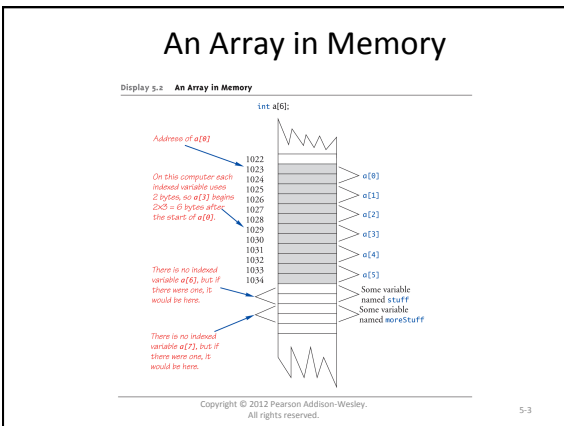 An Array in Memory
Display 5.2 An Array in Memory
int a[6];
Address of a[0]
On this computer each
indexed variable uses
2 bytes, so a[3] begins
2×3 = 6 bytes after
the start of a[0].
There is no indexed
variable a[6], but if
there were one, it
would be here.
There is no indexed
variable a[7], but if
there were one, it
would be here.
1022
1023
1024
1025
1026
1027
1028
1029
1030
1031
1032
1033
1034
a[0]
a[1]
a[2]
a[3]
a[4]
a[5]
Some variable
named stuff
Some variable
named moreStuff
Copyright © 2012 Pearson Addison-Wesley.
All rights reserved.
5-3